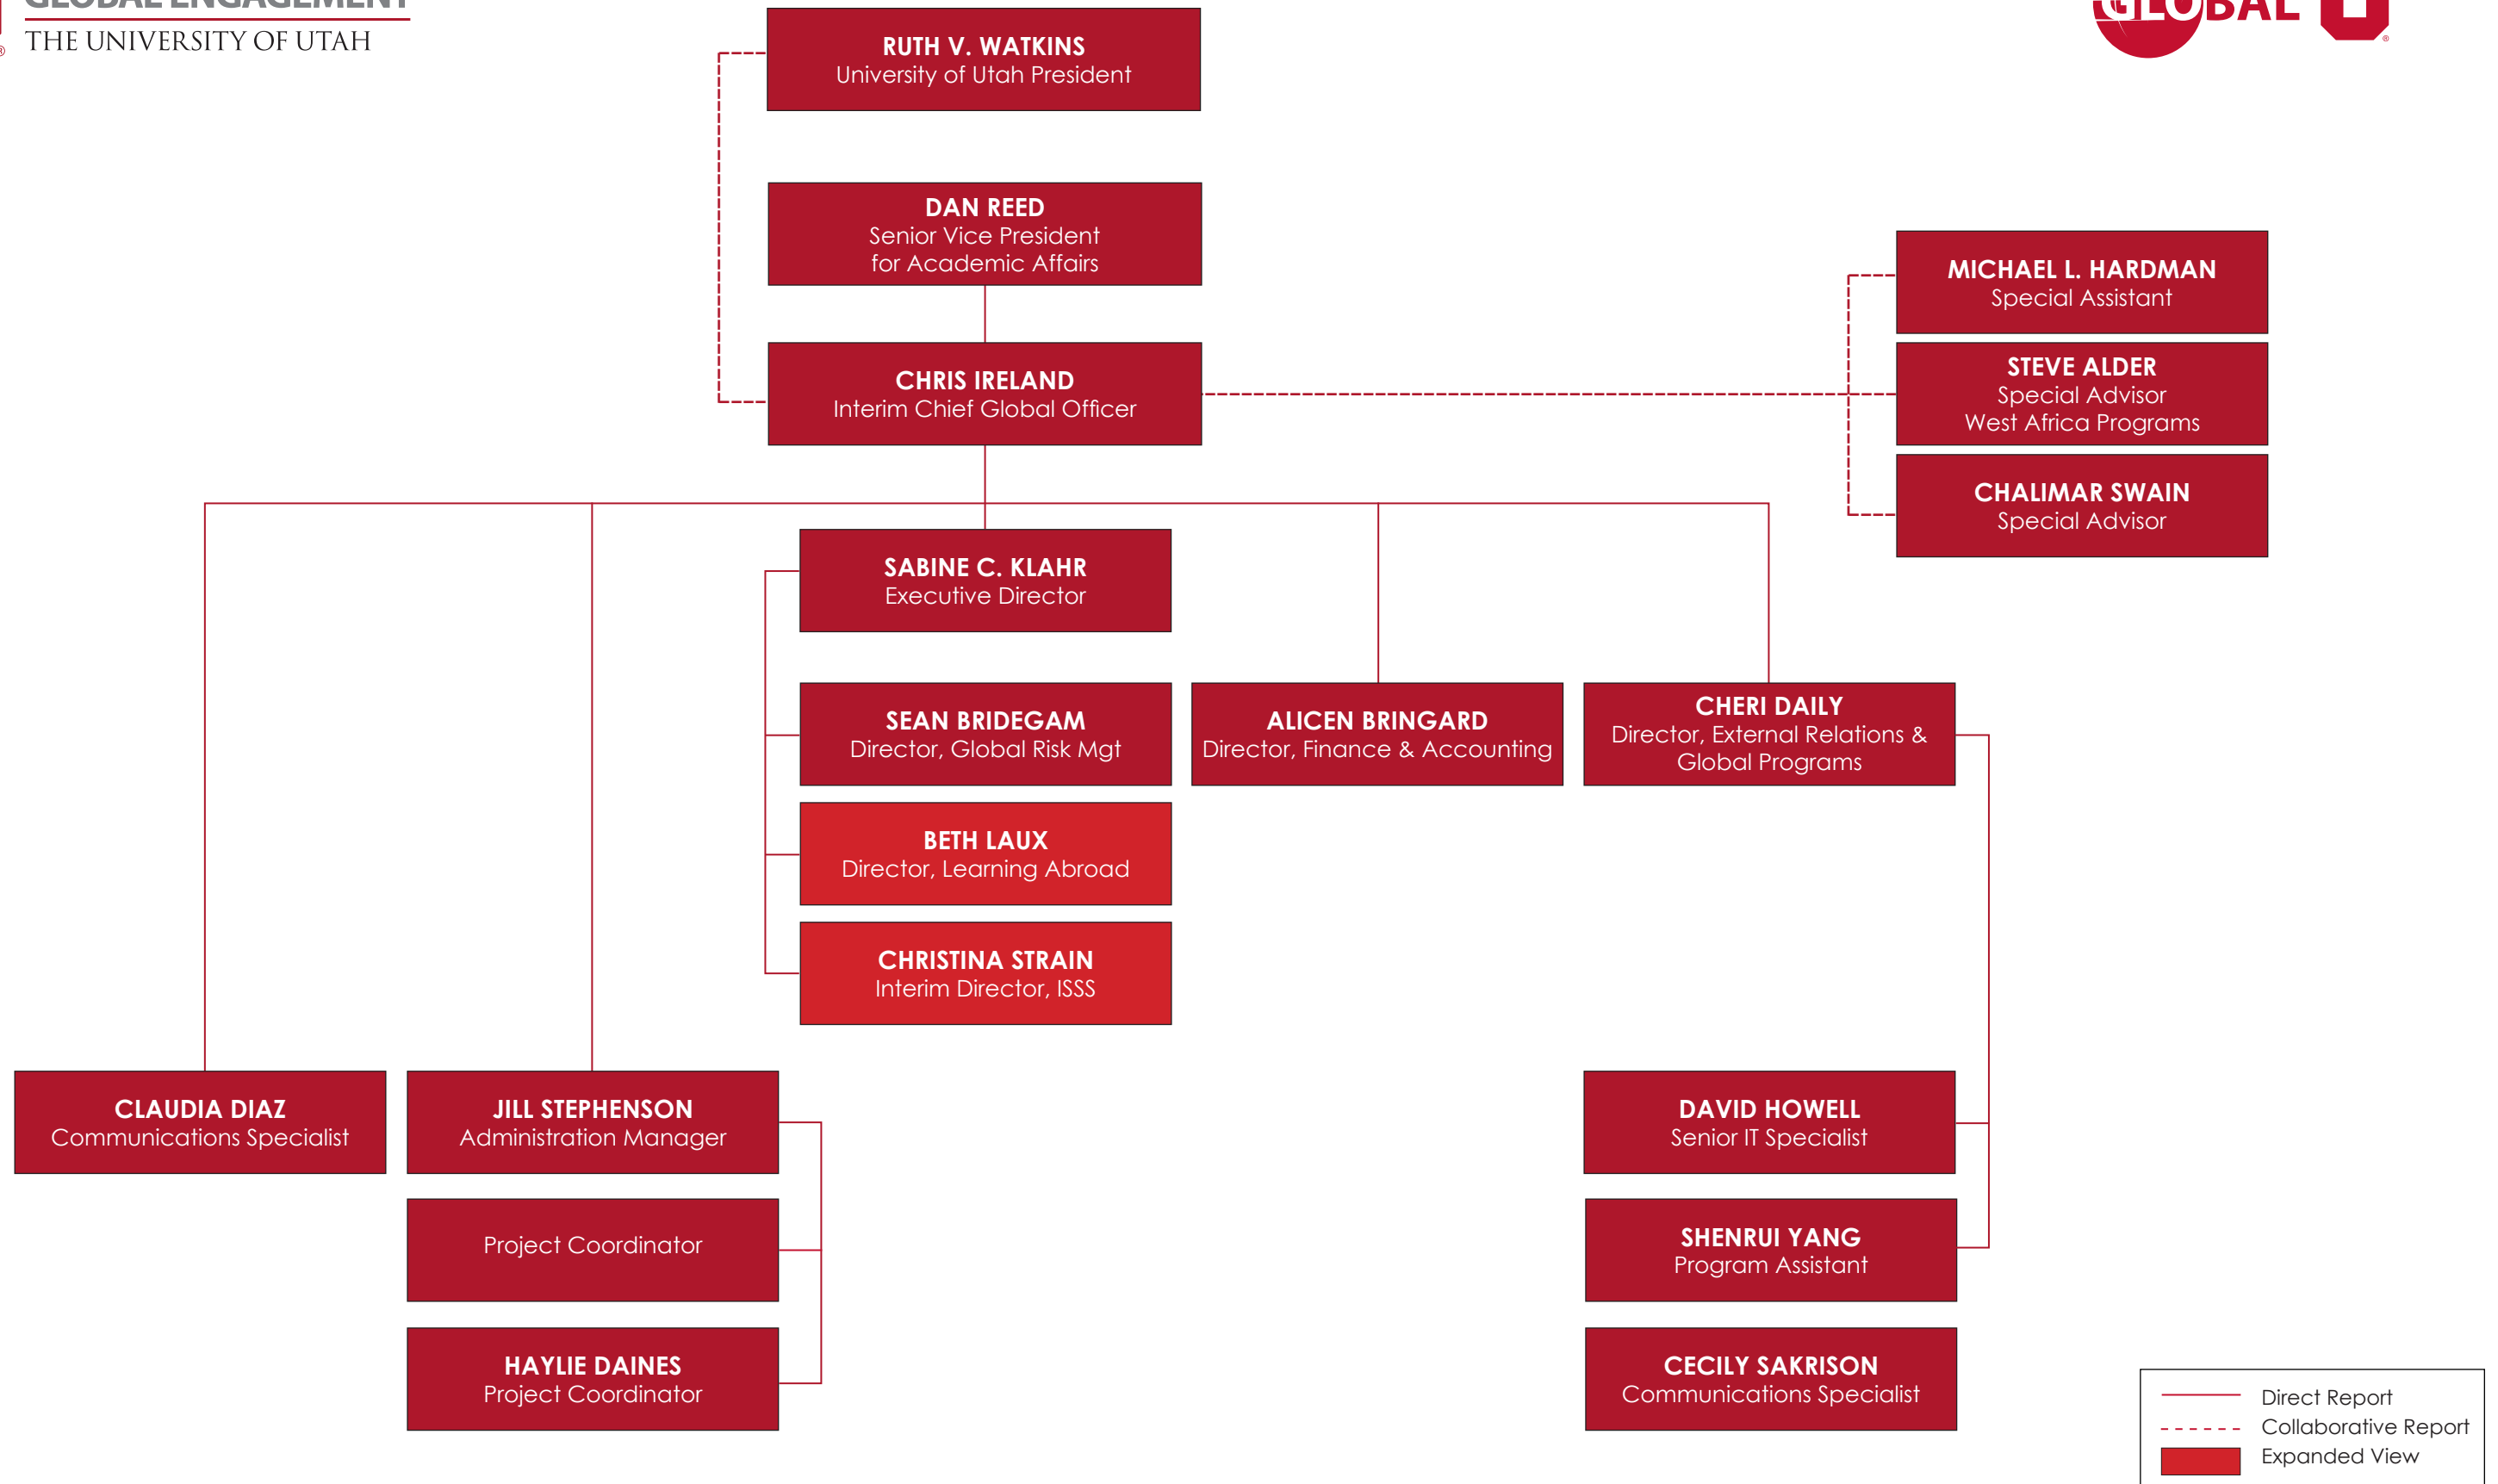 GLOBAL ENGAGEMENT
THE UNIVERSITY OF UTAH
®
GLOBAL
®
RUTH V. WATKINS
University of Utah President
DAN REED
Senior Vice President
for Academic Affairs
CHRIS IRELAND
Interim Chief Global Officer
MICHAEL L. HARDMAN
Special Assistant
STEVE ALDER
Special Advisor
West Africa Programs
CHALIMAR SWAIN
Special Advisor
SABINE C. KLAHR
Executive Director
SEAN BRIDEGAM
Director, Global Risk Mgt
ALICEN BRINGARD
Director, Finance & Accounting
CHERI DAILY
Director, External Relations &
Global Programs
BETH LAUX
Director, Learning Abroad
CHRISTINA STRAIN
Interim Director, ISSS
CLAUDIA DIAZ
Communications Specialist
JILL STEPHENSON
Administration Manager
Project Coordinator
HAYLIE DAINES
Project Coordinator
DAVID HOWELL
Senior IT Specialist
SHENRUI YANG
Program Assistant
CECILY SAKRISON
Communications Specialist
Direct Report
Collaborative Report
Expanded View